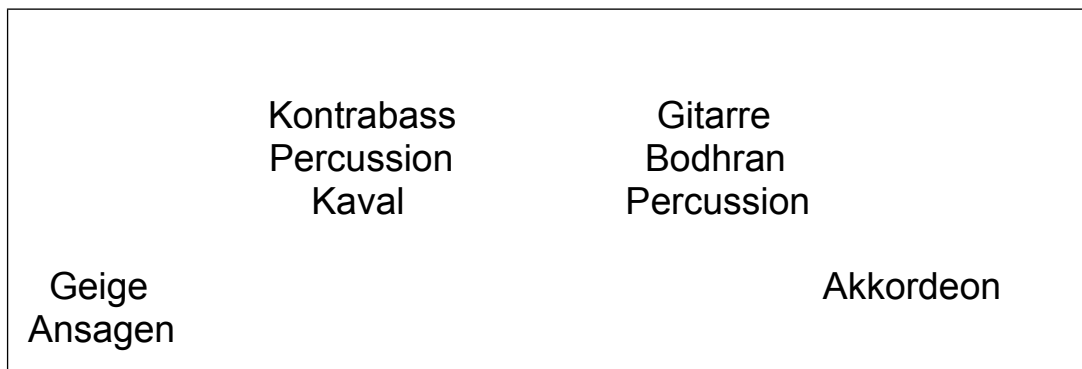 Kontrabass
Percussion
Kaval
Gitarre
Bodhran
Percussion
Geige
Ansagen
Akkordeon